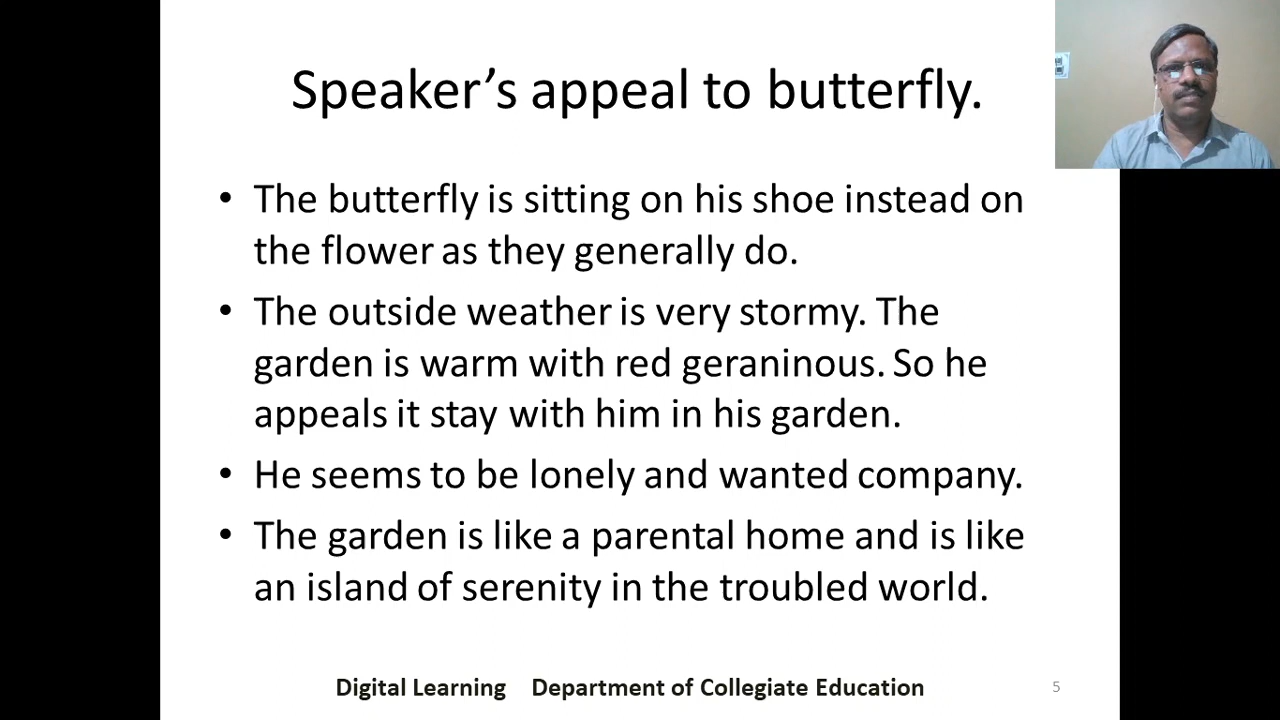 Speaker’s appeal to butterfly.
• The butterfly is sitting on his shoe instead on
the flower as they generally do.
• The outside weather is very stormy. The
garden is warm with red geraninous. So he
appeals it stay with him in his garden.
• He seems to be lonely and wanted company.
• The garden is like a parental home and is like
an island of serenity in the troubled world.
Digital Learning Department of Collegiate Education
5